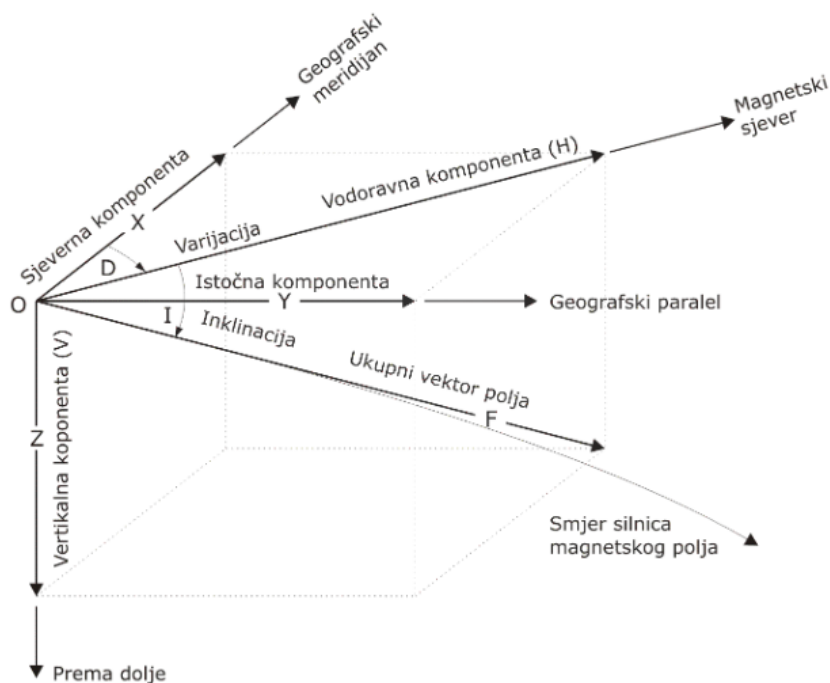 Geografski
meridijan
Magnetski
sjever
Sjeverna komponenta
X
Vodoravna komponenta (H)
Varijacija
D
Istočna komponenta
O
Y
Geografski paralel
I
Inklinacija
Ukupni vektor polja
F
Z
Vertikalna koponenta (V)
Smjer silnica
magnetskog polja
Prema dolje